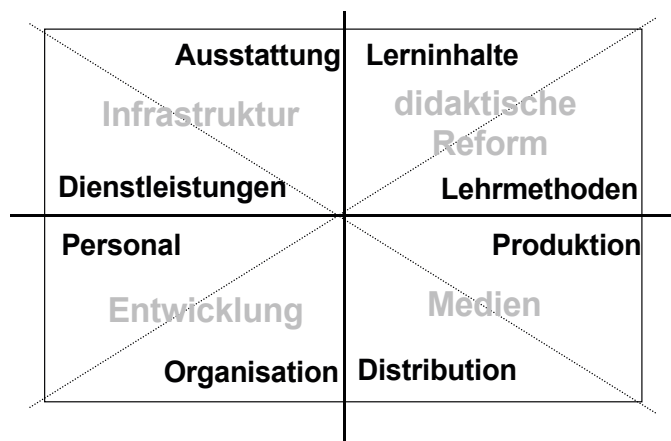 Ausstattung
Lerninhalte
Infrastruktur
didaktische
Reform
Dienstleistungen
Lehrmethoden
Personal
Produktion
Entwicklung
Medien
Organisation
Distribution